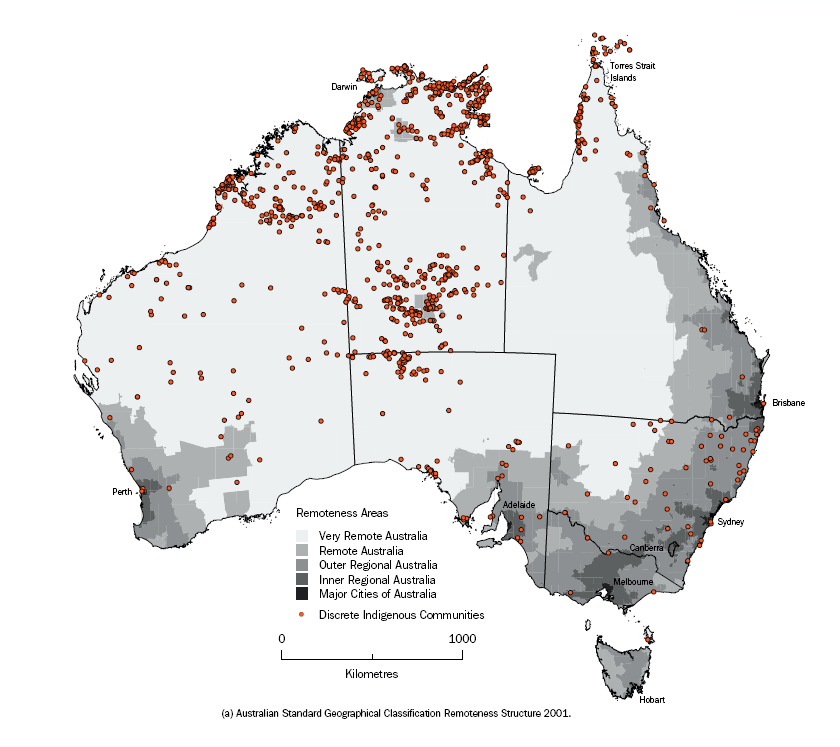 Torres Strait
Islands
Darwin
Brisbane
Perth
Adelaide
Sydney
Canberra
Melbourne
Hobart
Remoteness Areas
Very Remote Australia
Remote Australia
Outer Regional Australia
Inner Regional Australia
Major Cities of Australia
Discrete Indigenous Communities
0 1000
Kilometres
(a) Australian Standard Geographical Classification Remoteness Structure 2001.